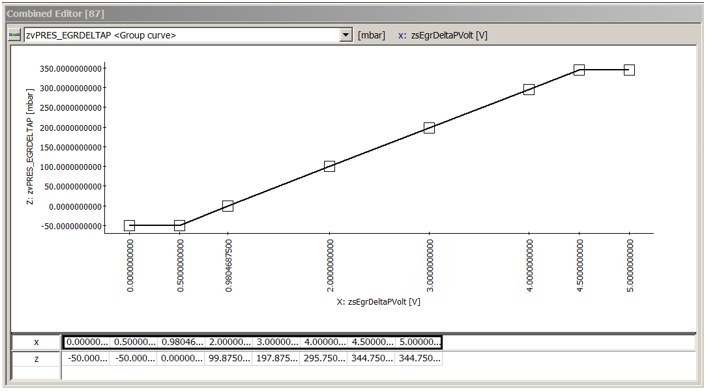 Combined Editor [87]
zvPRES_EGRDELTAP <Group curve> [mbar] x: zsEgrDeltaPVolt [V]
Z: zvPRES_EGRDELTAP [mbar]
350.0000000000
300.0000000000
250.0000000000
200.0000000000
150.0000000000
100.0000000000
50.0000000000
0.0000000000
-50.0000000000
0.0000000000
0.5000000000
0.9804687500
2.0000000000
3.0000000000
4.0000000000
4.5000000000
5.0000000000
X: zsEgrDeltaPVolt [V]
x 0.00000... 0.50000... 0.98046... 2.00000... 3.00000... 4.00000... 4.50000... 5.00000...
z -50.000... -50.000... 0.00000... 99.8750... 197.875... 295.750... 344.750... 344.750...